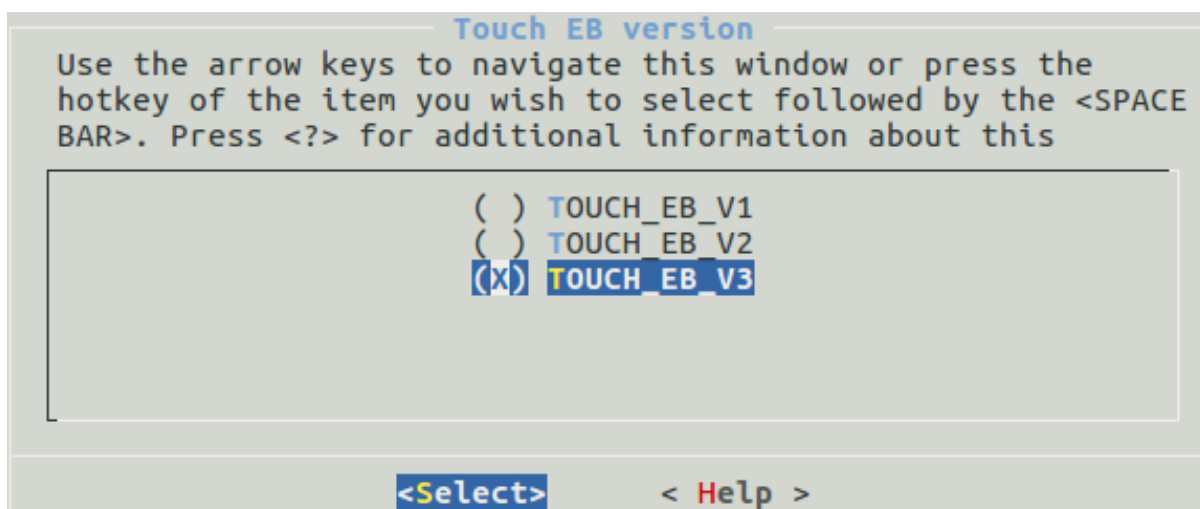 Touch EB version
Use the arrow keys to navigate this window or press the
hotkey of the item you wish to select followed by the <SPACE
BAR>. Press <?> for additional information about this
( ) TOUCH_EB_V1
( ) TOUCH_EB_V2
(X) TOUCH_EB_V3
<Select> < Help >